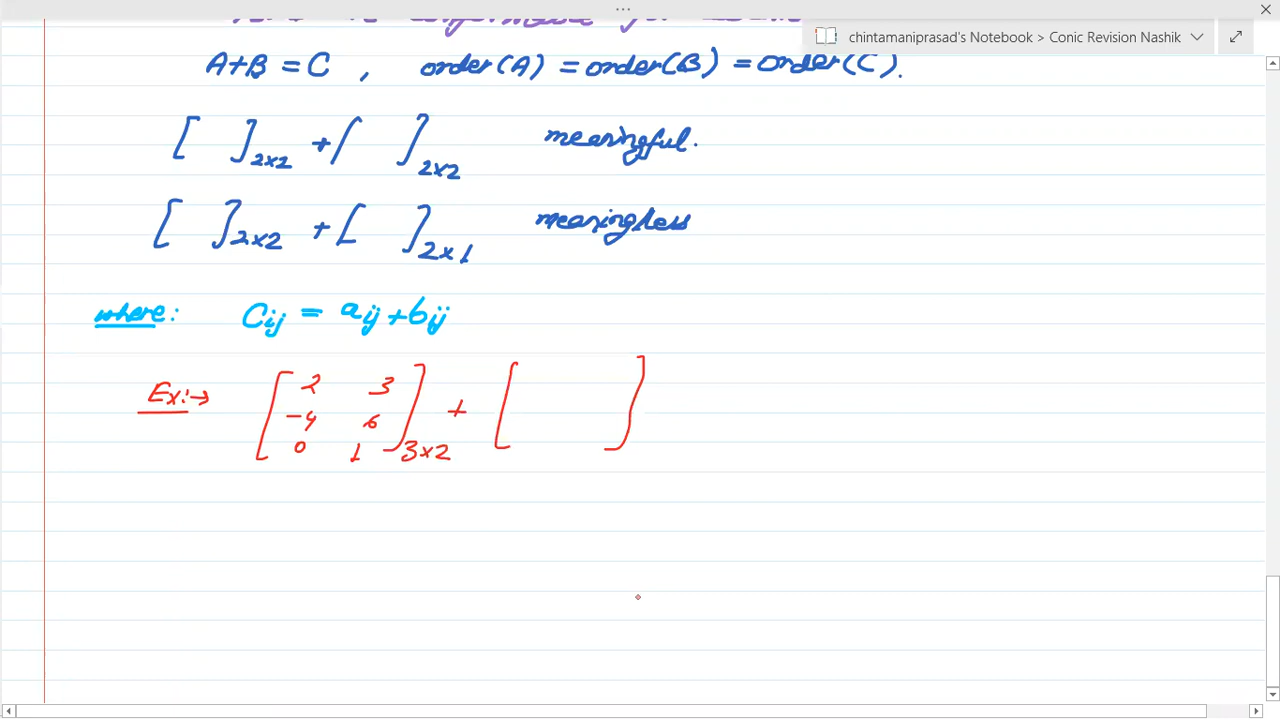 ...
chintamaniprasad's Notebook > Conic Revision Nashik
A+B = C , order(A) = order(B) = order(C).
[ ]2x2 + [ ]2x2 meaningful.
[ ]2x2 + [ ]2x1 meaningless
where: Cij = aij + bij
Ex:→ [ 2 3
-4 6 ] + [ ]
0 1 3x2